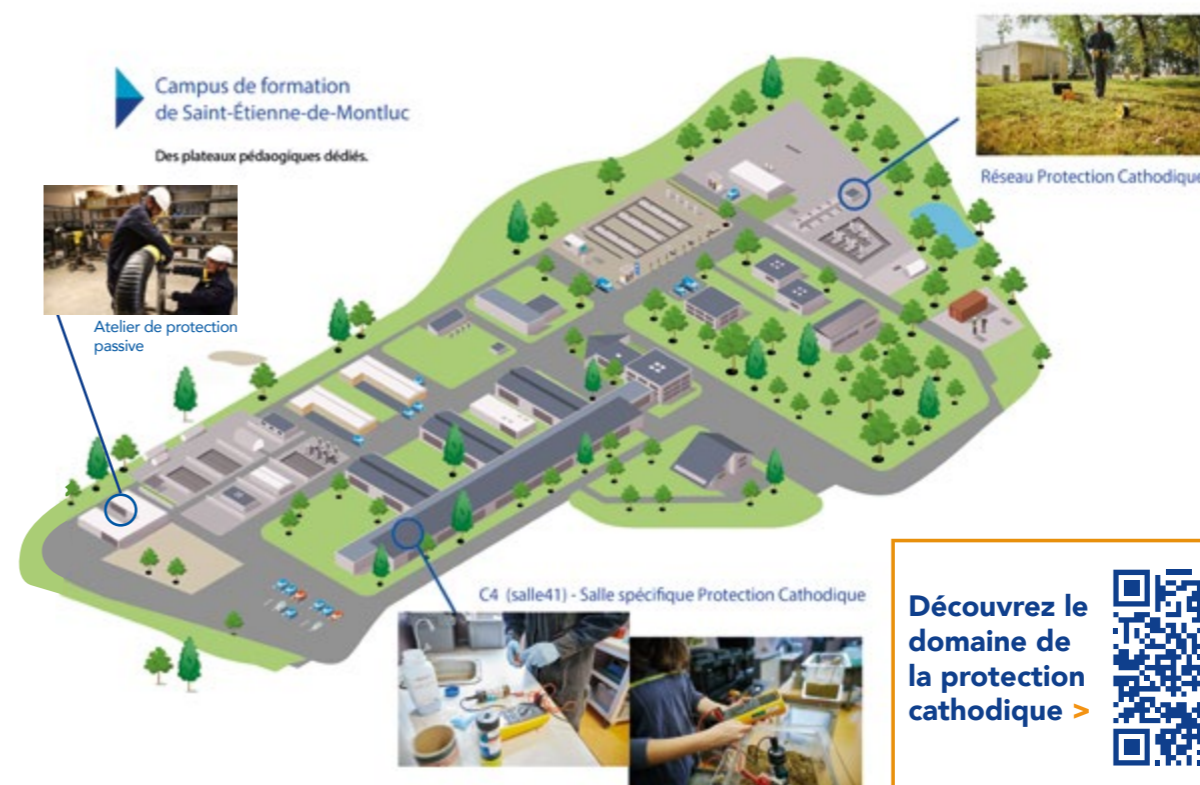 Campus de formation
de Saint-Étienne-de-Montluc
Des plateaux pédaogiques dédiés.
Réseau Protection Cathodique
Atelier de protection
passive
C4 (salle41) - Salle spécifique Protection Cathodique
Découvrez le
domaine de
la protection
cathodique >